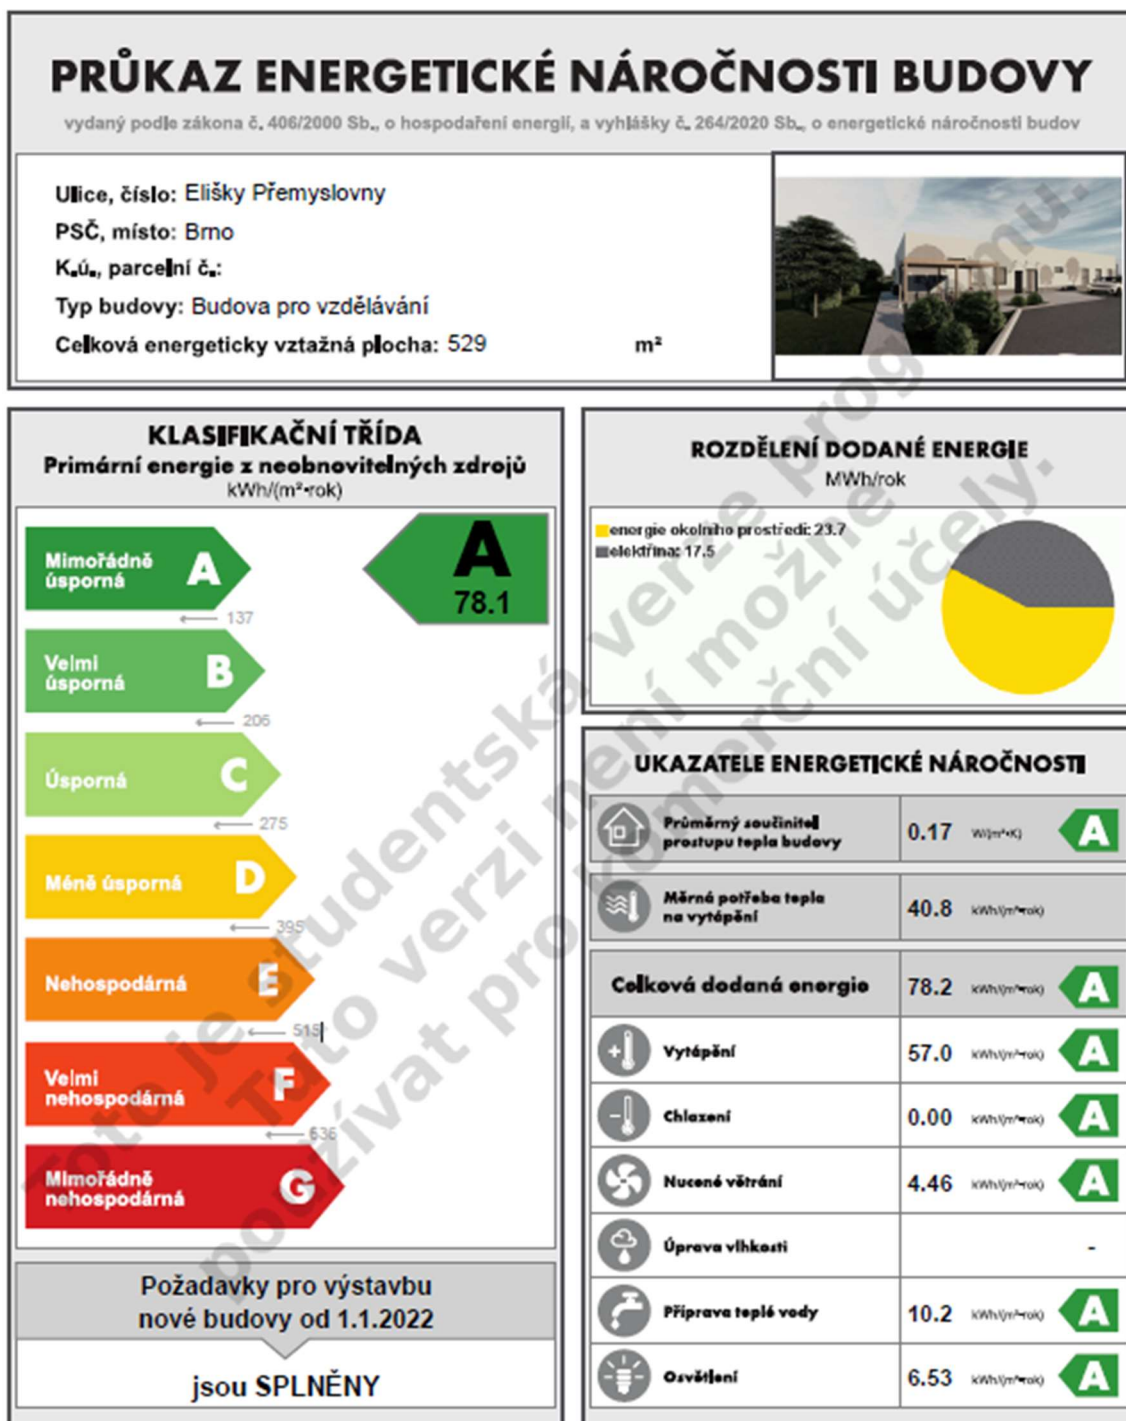 PRŮKAZ ENERGETICKÉ NÁROČNOSTI BUDOVY
vydaný podle zákona č. 406/2000 Sb., o hospodaření energií, a vyhlášky č. 264/2020 Sb., o energetické náročnosti budov
Ulice, číslo: Elišky Přemyslovny
PSČ, místo: Brno
K.ú., parcelní č.:
Typ budovy: Budova pro vzdělávání
Celková energeticky vztažná plocha: 529 m²
KLASIFIKAČNÍ TŘÍDA
Primární energie z neobnovitelných zdrojů
kWh/(m²•rok)
Mimořádně
úsporná
A
A
78.1
137
Velmi
úsporná
B
206
Úsporná
C
275
Méně úsporná
D
395
Nehospodárná
E
515
Velmi
nehospodárná
F
636
Mimořádně
nehospodárná
G
Požadavky pro výstavbu
nové budovy od 1.1.2022
jsou SPLNĚNY
ROZDĚLENÍ DODANÉ ENERGIE
MWh/rok
energie okolního prostředí: 23.7
elektřina: 17.5
UKAZATELE ENERGETICKÉ NÁROČNOSTI
Průměrný součinitel
prostupu tepla budovy
0.17 W/(m²•K) A
Měrná potřeba tepla
na vytápění
40.8 kWh/(m²•rok)
Celková dodaná energie 78.2 kWh/(m²•rok) A
Vytápění 57.0 kWh/(m²•rok) A
Chlazení 0.00 kWh/(m²•rok) A
Nucené větrání 4.46 kWh/(m²•rok) A
Úprava vlhkosti -
Příprava teplé vody 10.2 kWh/(m²•rok) A
Osvětlení 6.53 kWh/(m²•rok) A
Toto je studentská verze programu.
Tuto verzi není možné
používat pro komerční účely.